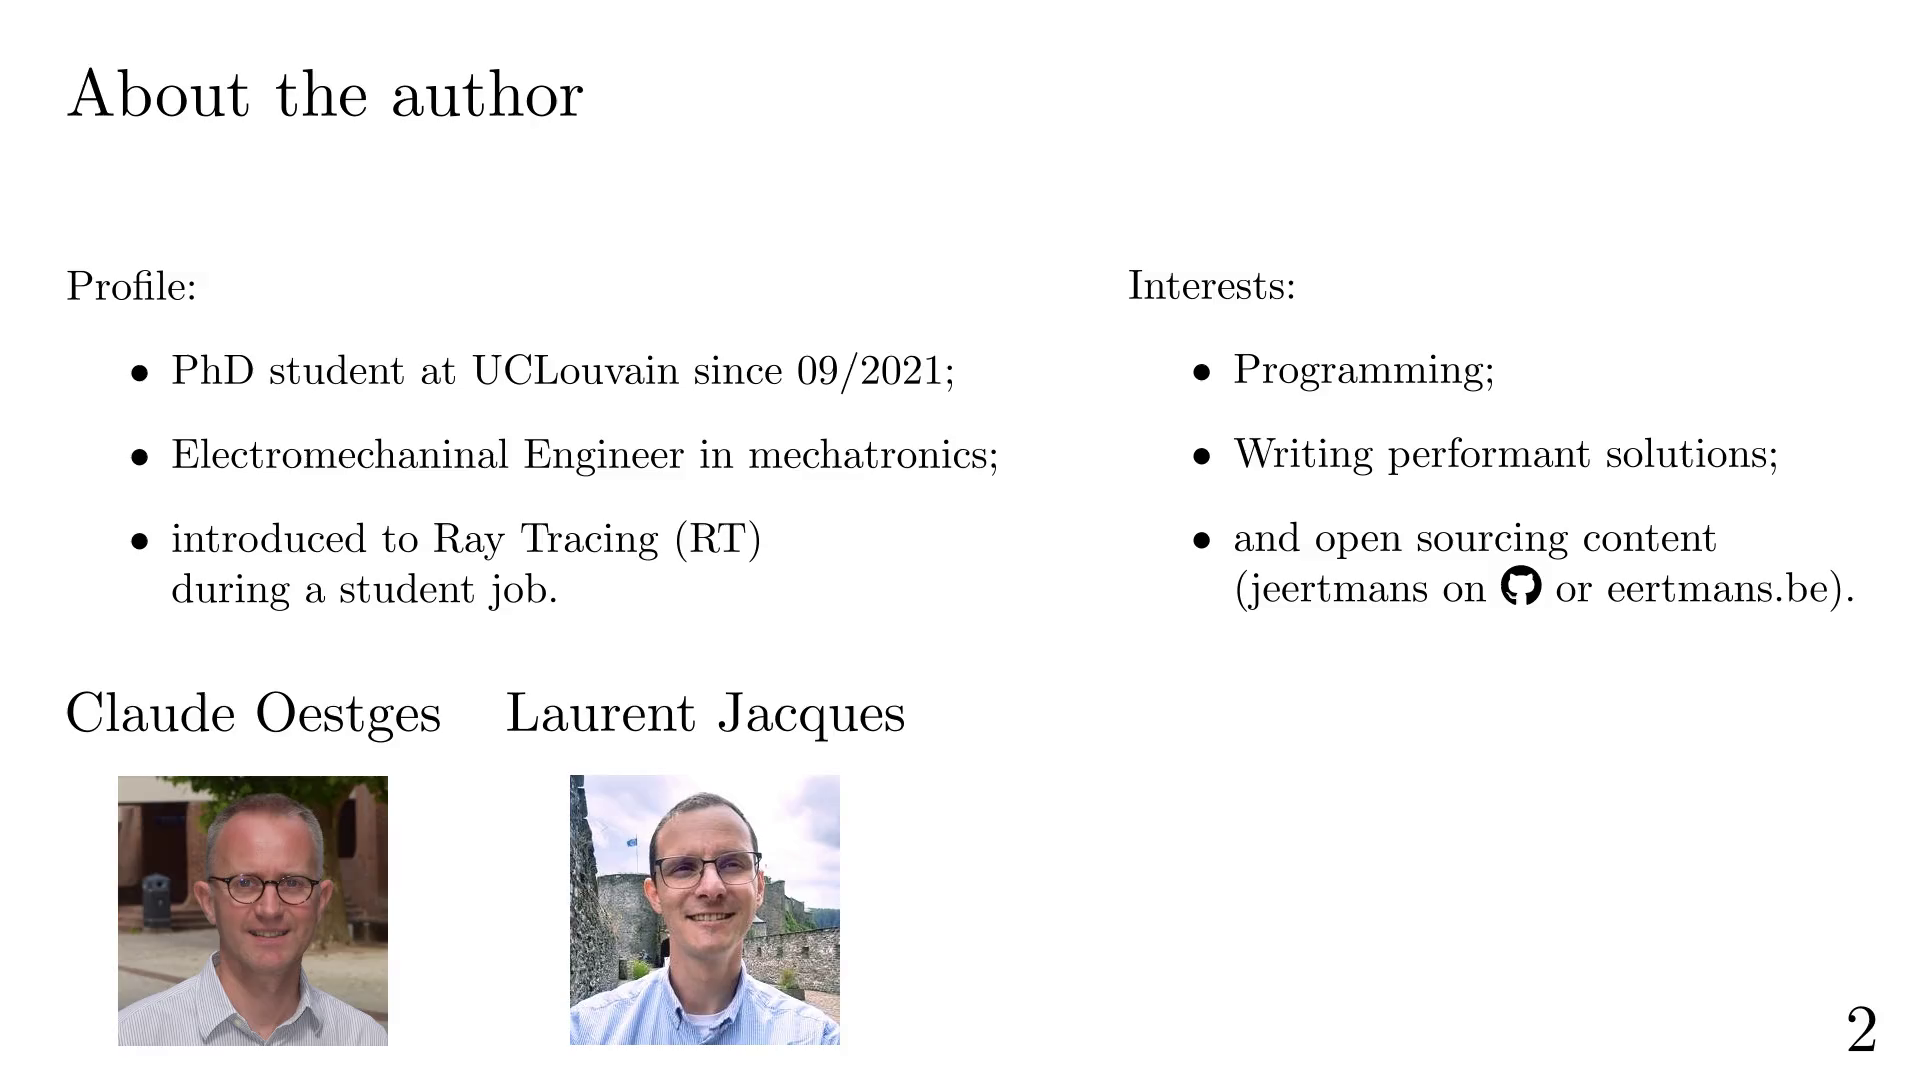 About the author
Profile:
• PhD student at UCLouvain since 09/2021;
• Electromechaninal Engineer in mechatronics;
• introduced to Ray Tracing (RT)
during a student job.
Interests:
• Programming;
• Writing performant solutions;
• and open sourcing content
(jeertmans on or eertmans.be).
Claude Oestges
Laurent Jacques
2